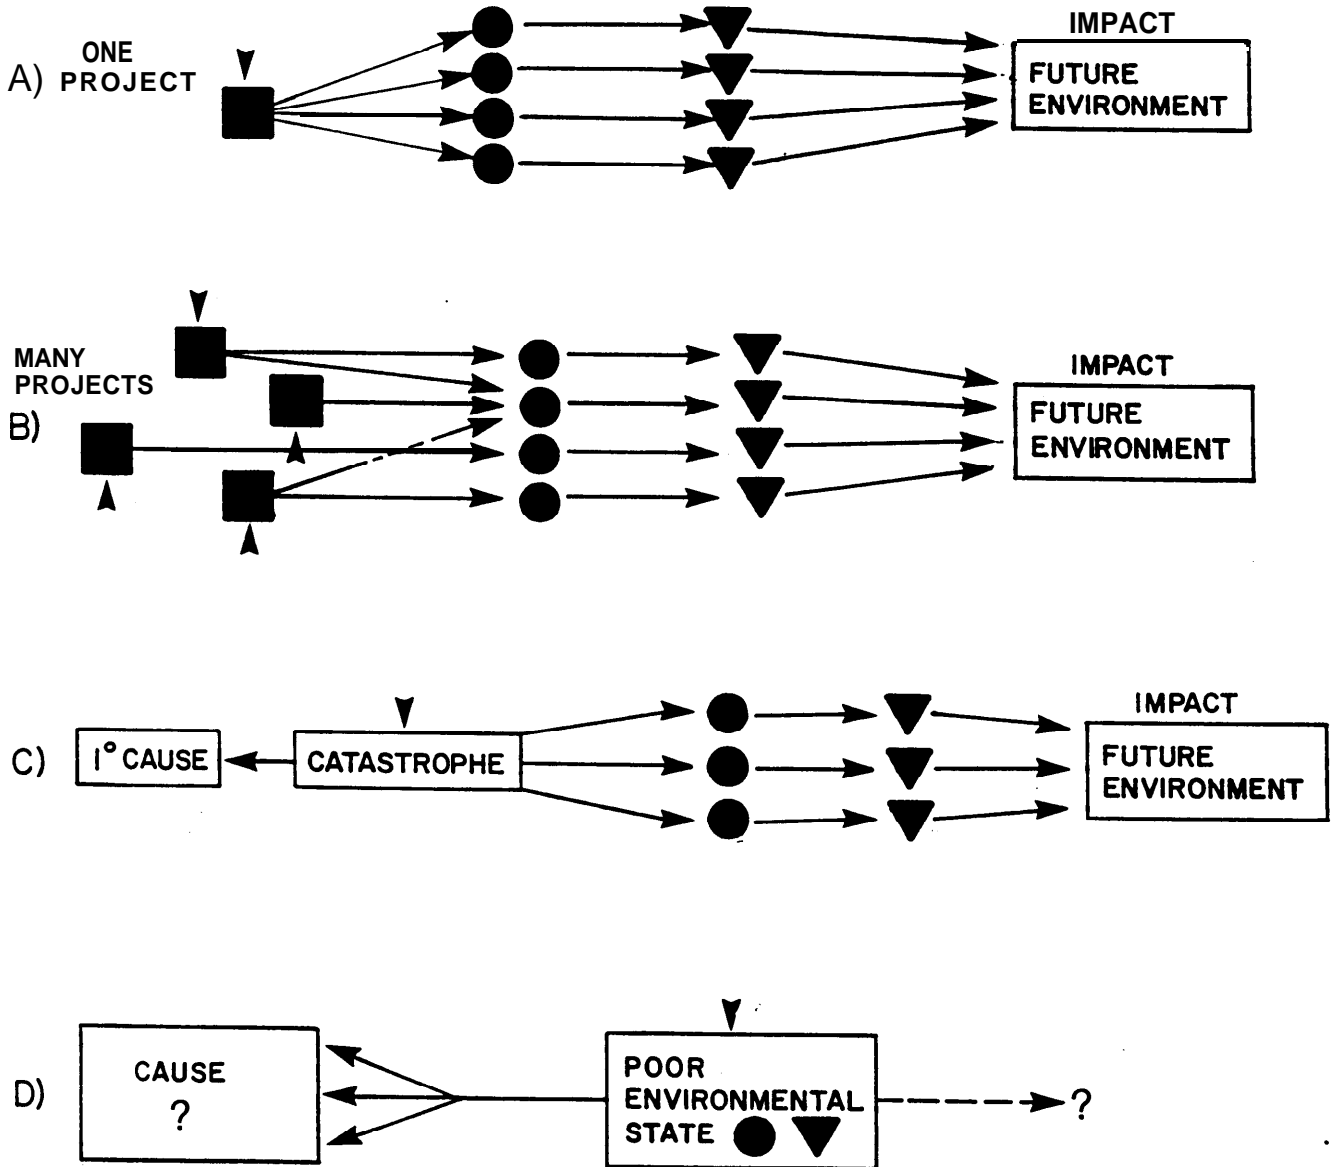 A) ONE
PROJECT
IMPACT
FUTURE
ENVIRONMENT
MANY
PROJECTS
B)
IMPACT
FUTURE
ENVIRONMENT
C)
1° CAUSE
CATASTROPHE
IMPACT
FUTURE
ENVIRONMENT
D)
CAUSE
?
POOR
ENVIRONMENTAL
STATE
?